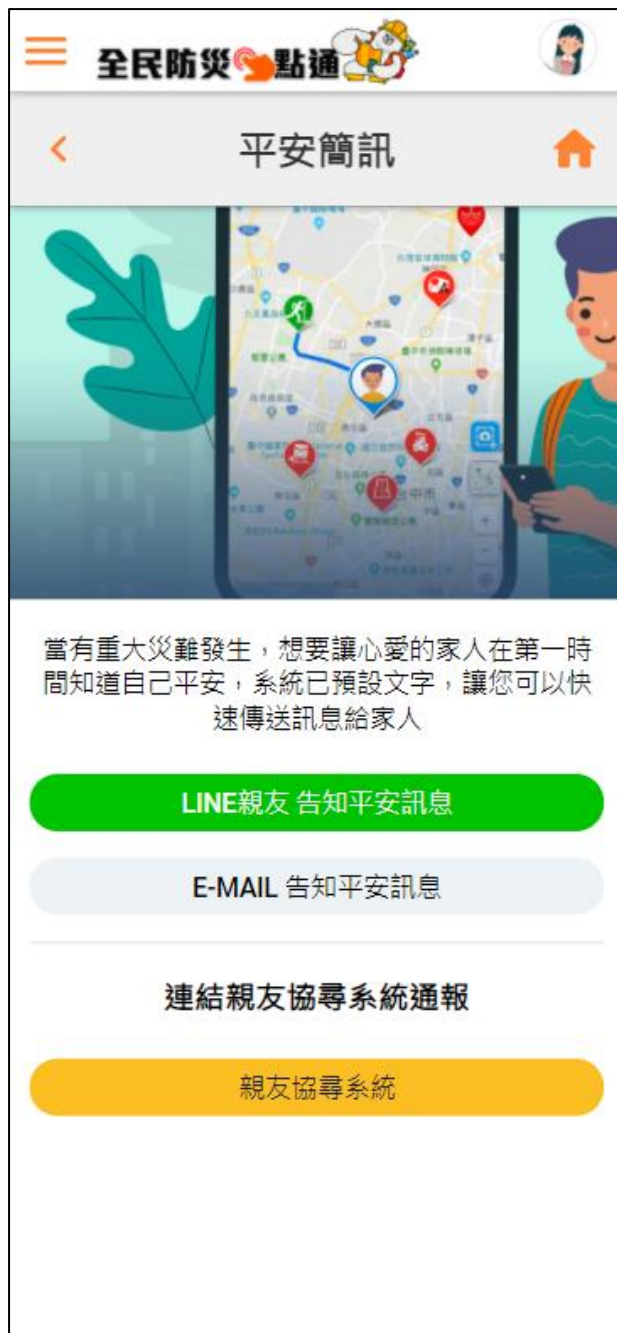 全民防災 點通
平安簡訊
台中市
當有重大災難發生，想要讓心愛的家人在第一時
間知道自己平安，系統已預設文字，讓您可以快
速傳送訊息給家人
LINE親友 告知平安訊息
E-MAIL 告知平安訊息
連結親友協尋系統通報
親友協尋系統